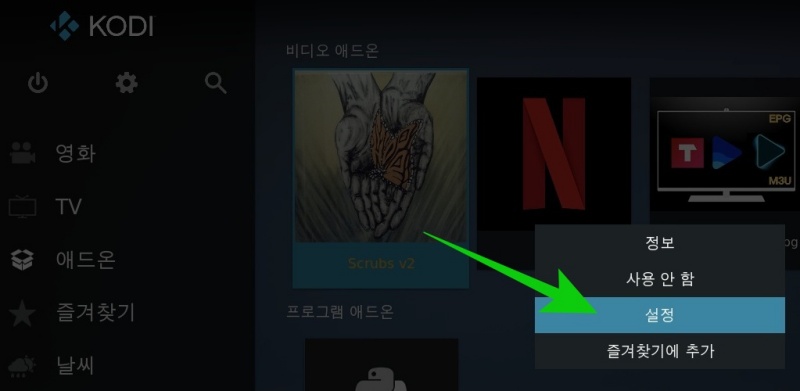 KODI
비디오 애드온
영화
TV
애드온
즐겨찾기
날씨
Scrubs v2
프로그램 애드온
N
EPG
T
M3U
정보
사용 안 함
설정
즐겨찾기에 추가